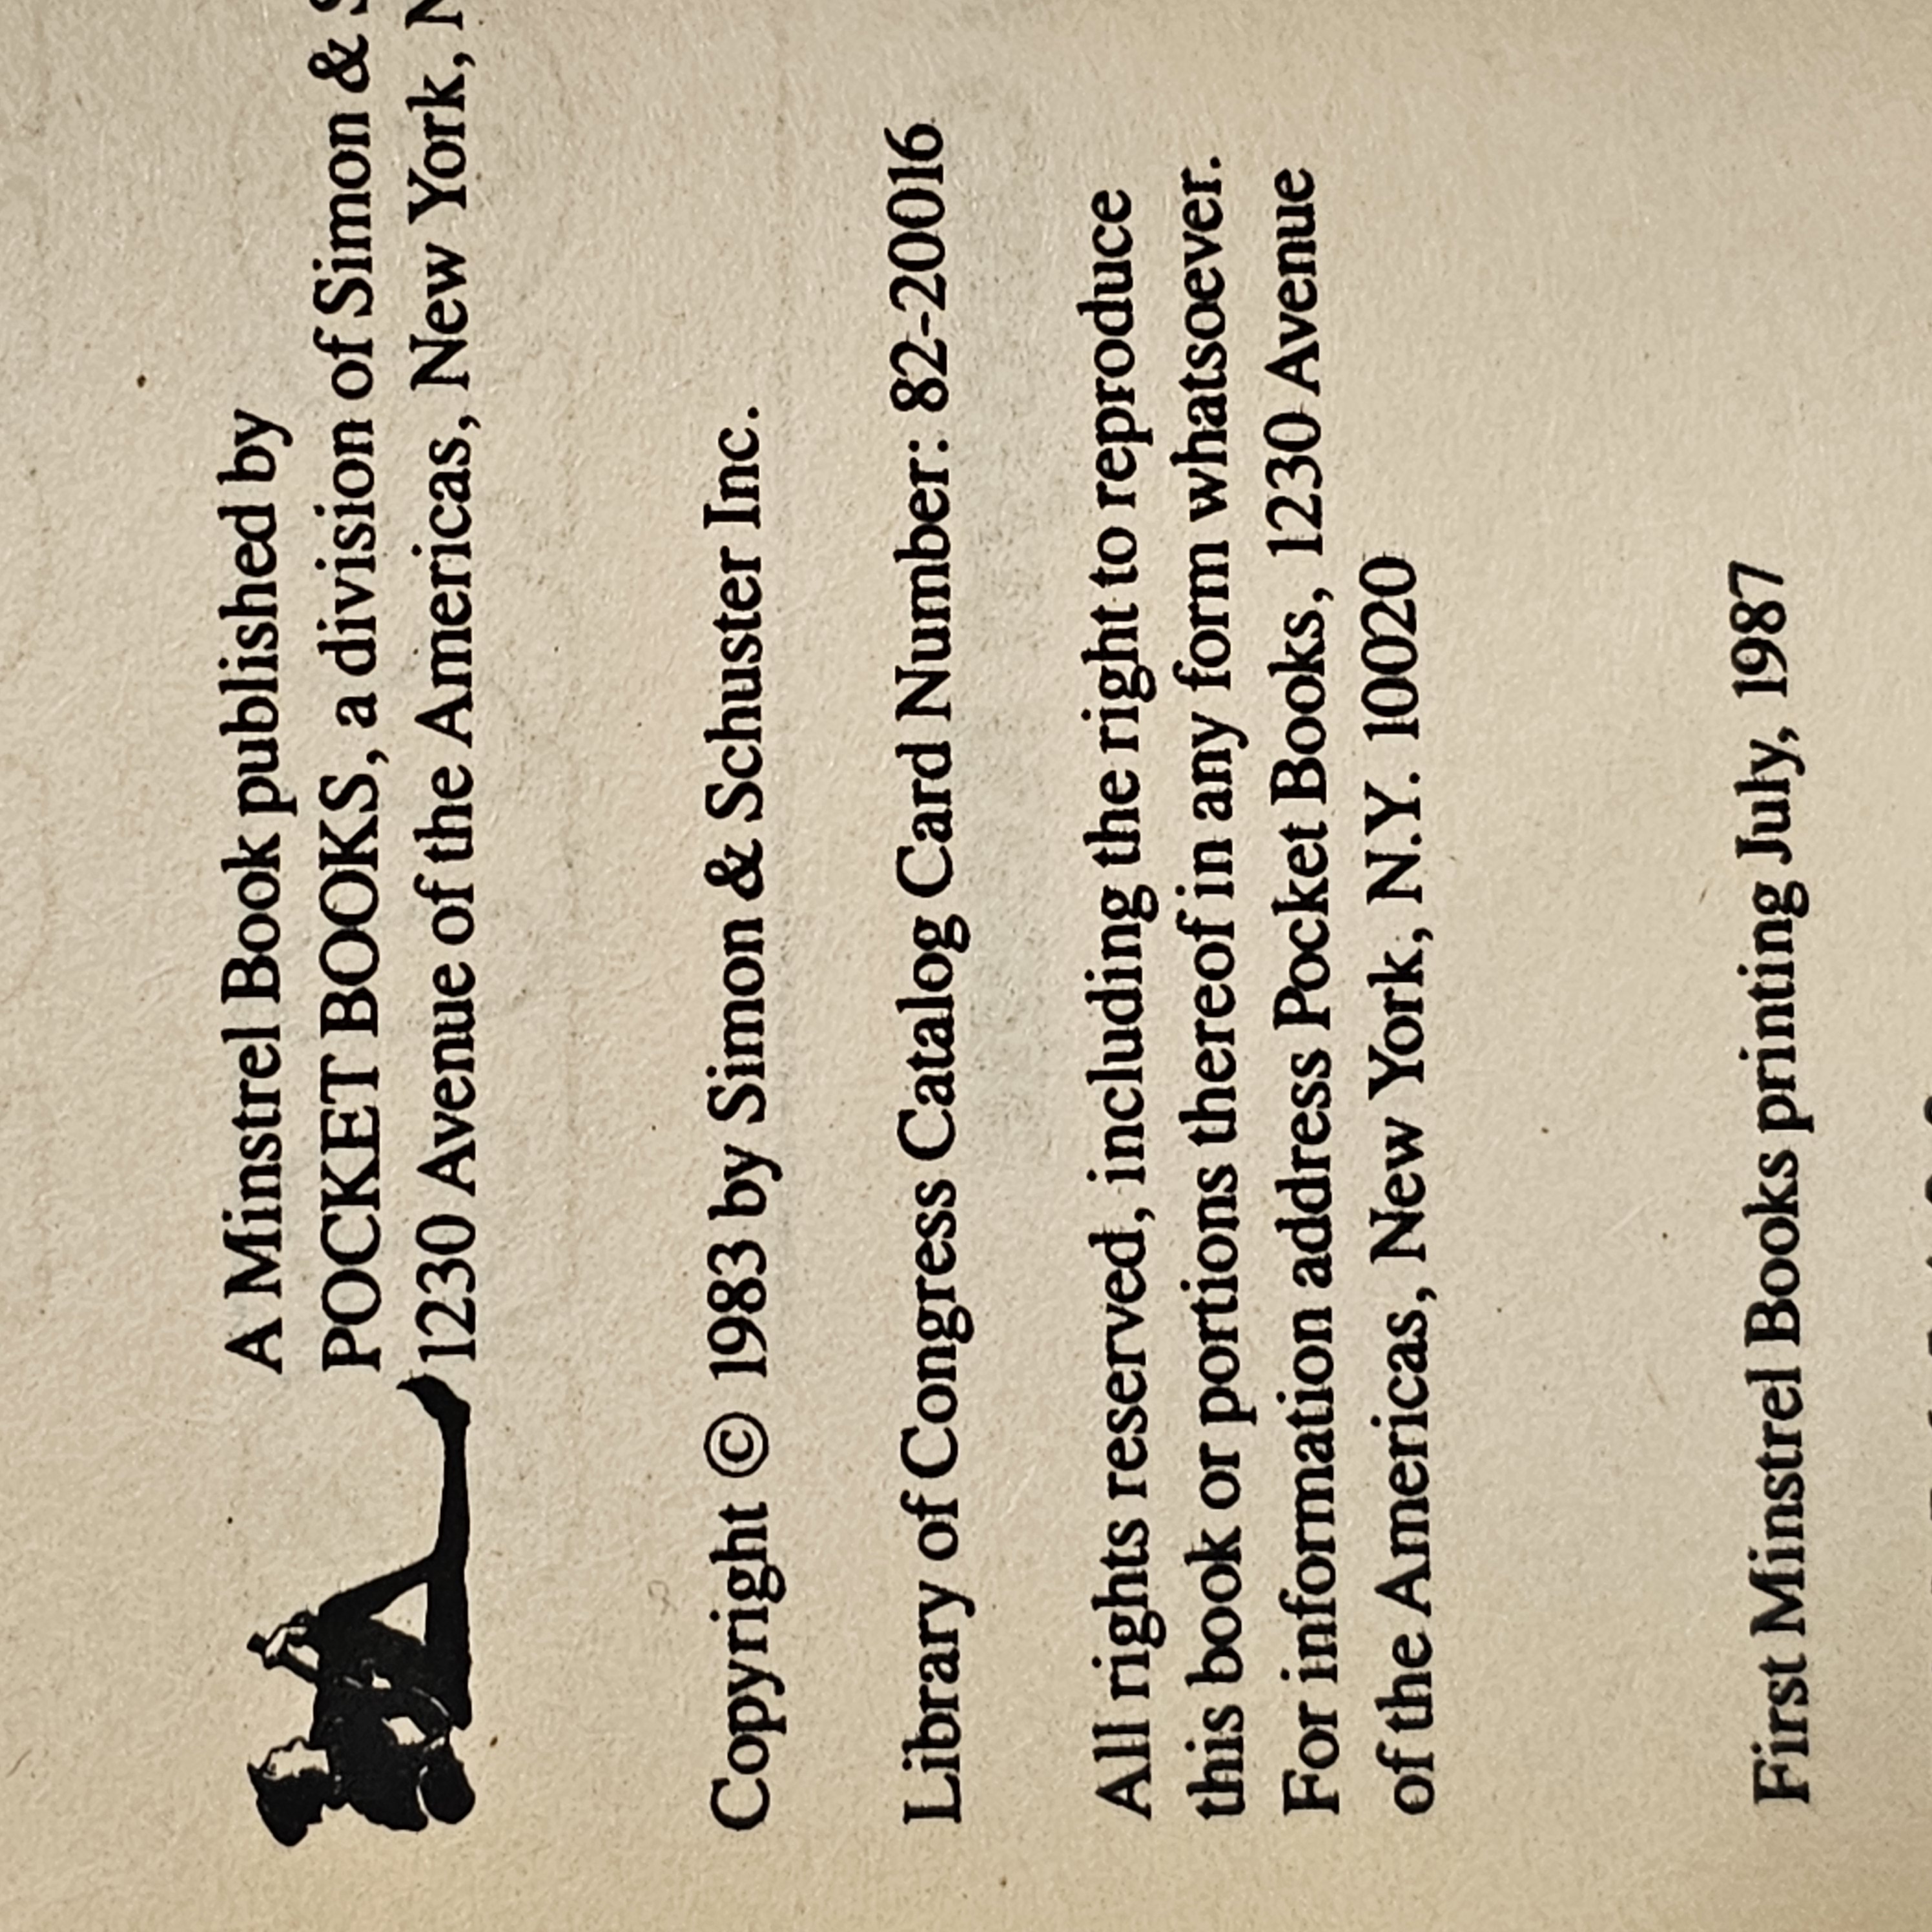 A Minstrel Book published by
POCKET BOOKS, a division of Simon &
1230 Avenue of the Americas, New York,
Copyright © 1983 by Simon & Schuster Inc.
Library of Congress Catalog Card Number: 82-20016
All rights reserved, including the right to reproduce
this book or portions thereof in any form whatsoever.
For information address Pocket Books, 1230 Avenue
of the Americas, New York, N.Y. 10020
First Minstrel Books printing July, 1987